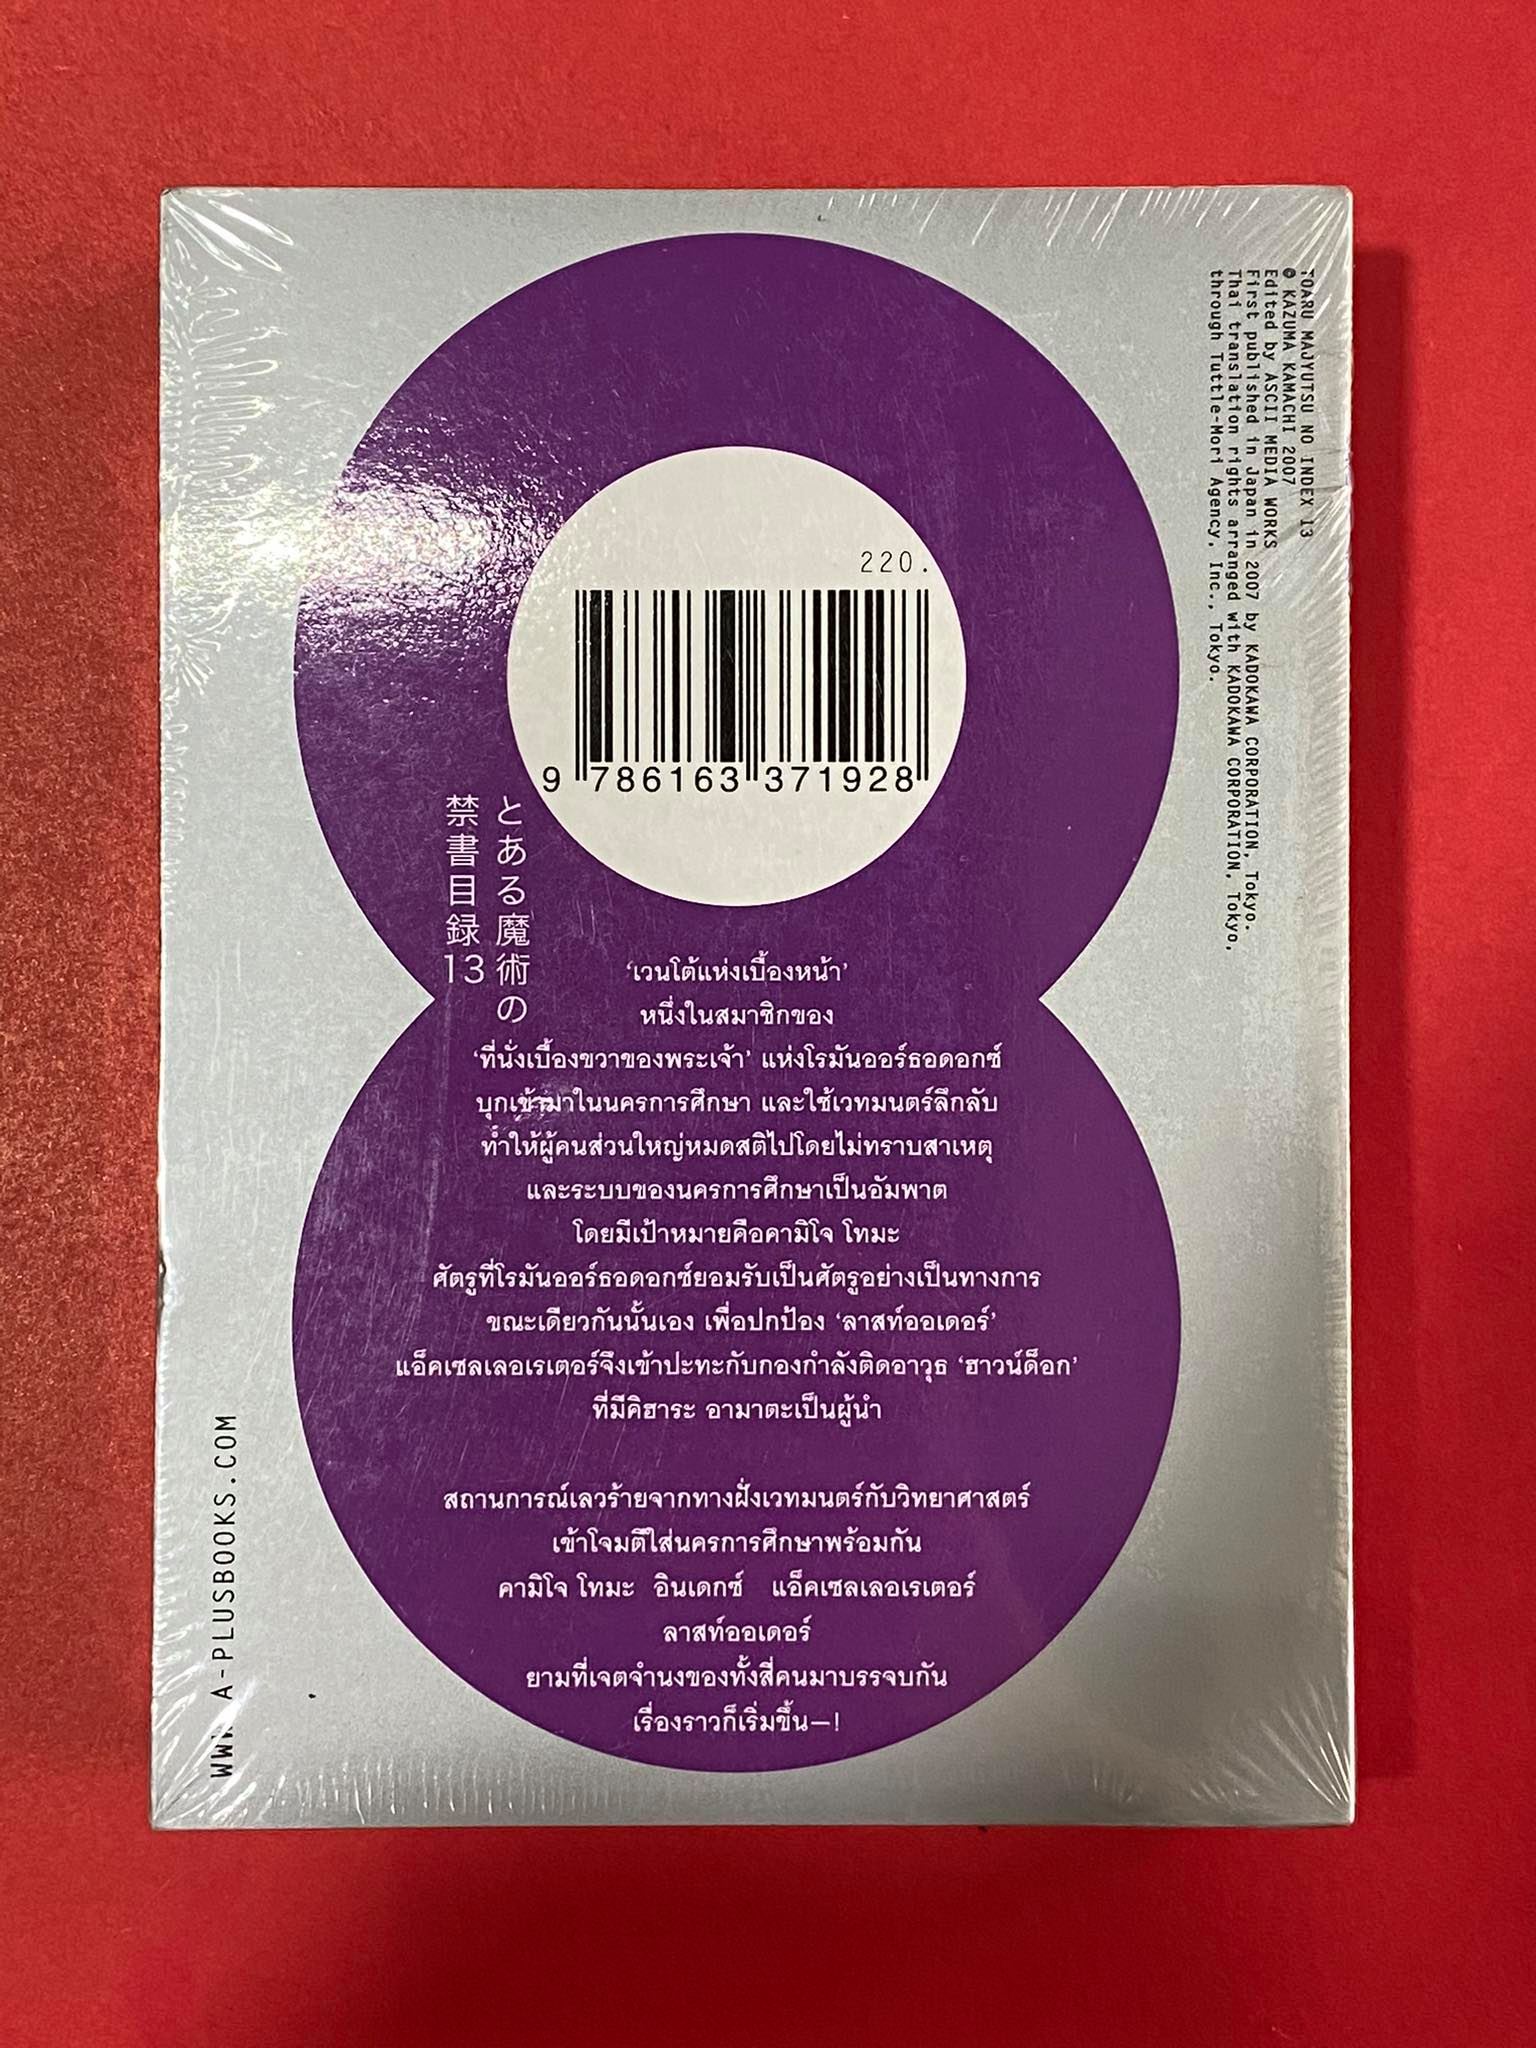 TOARU MAJYUTSU NO INDEX 13
© KAZUMA KAMACHI 2007
Edited by ASCII MEDIA WORKS
First published in Japan in 2007 by KADOKAWA CORPORATION, Tokyo.
Thai translation rights arranged with KADOKAWA CORPORATION, Tokyo,
through Tuttle-Mori Agency, Inc., Tokyo.
220.
9 786163 371928
とある魔術の
禁書目録13
‘เวนโต้แห่งเบื้องหน้า’
หนึ่งในสมาชิกของ
‘ที่นั่งเบื้องขวาของพระเจ้า’ แห่งโรมันออร์ธอดอกซ์
บุกเข้ามาในนครการศึกษา และใช้เวทมนตร์ลึกลับ
ทำให้ผู้คนส่วนใหญ่หมดสติไปโดยไม่ทราบสาเหตุ
และระบบของนครการศึกษาเป็นอัมพาต
โดยมีเป้าหมายคือคามิโจ โทมะ
ศัตรูที่โรมันออร์ธอดอกซ์ยอมรับเป็นศัตรูอย่างเป็นทางการ
ขณะเดียวกันนั้นเอง เพื่อปกป้อง ‘ลาสท์ออเดอร์’
แอ็คเซลเลอเรเตอร์จึงเข้าปะทะกับกองกำลังติดอาวุธ ‘ฮาวน์ด็อก’
ที่มีคิฮาระ อามาตะเป็นผู้นำ
สถานการณ์เลวร้ายจากทางฝั่งเวทมนตร์กับวิทยาศาสตร์
เข้าโจมตีใส่นครการศึกษาพร้อมกัน
คามิโจ โทมะ อินเดกซ์ แอ็คเซลเลอเรเตอร์
ลาสท์ออเดอร์
ยามที่เจตจำนงของทั้งสี่คนมาบรรจบกัน
เรื่องราวก็เริ่มขึ้น—!
WWW.A-PLUSBOOKS.COM